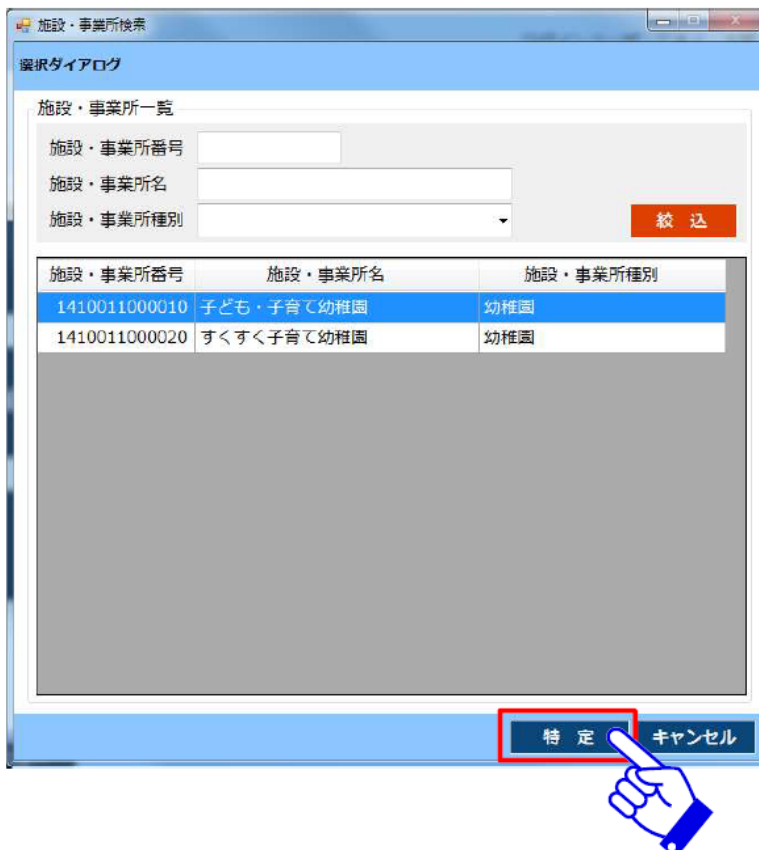 施設・事業所検索
選択ダイアログ
施設・事業所一覧
施設・事業所番号
施設・事業所名
施設・事業所種別
絞 込
施設・事業所番号 施設・事業所名 施設・事業所種別
1410011000010 子ども・子育て幼稚園 幼稚園
1410011000020 すくすく子育て幼稚園 幼稚園
特 定 キャンセル